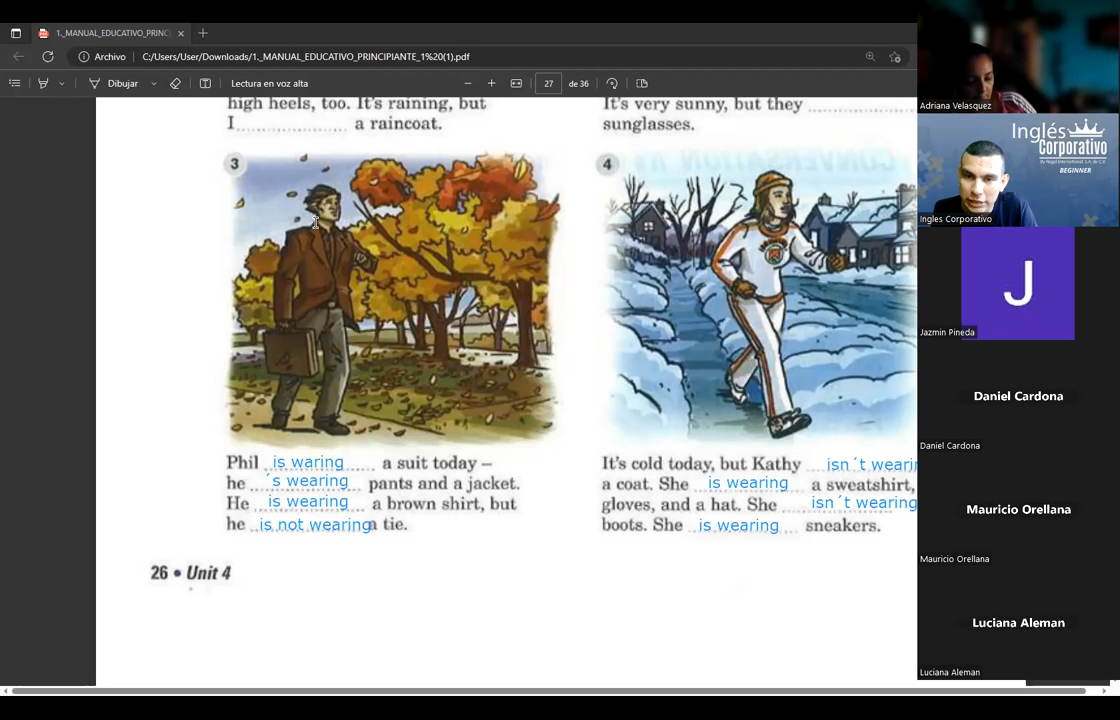 1._MANUAL_EDUCATIVO_PRINC
Archivo
C:/Users/User/Downloads/1._MANUAL_EDUCATIVO_PRINCIPIANTE_1%20(1).pdf
Dibujar
Lectura en voz alta
27
de 36
high heels, too. It's raining, but
I a raincoat.
It's very sunny, but they
sunglasses.
3
4
Phil is waring a suit today –
he ´s wearing pants and a jacket.
He is wearing a brown shirt, but
he is not wearing a tie.
It's cold today, but Kathy isn´t weari
a coat. She is wearing a sweatshirt,
gloves, and a hat. She isn´t wearing
boots. She is wearing sneakers.
26 • Unit 4
Adriana Velasquez
Inglés
Corporativo
BEGINNER
Ingles Corporativo
J
Jazmin Pineda
Daniel Cardona
Daniel Cardona
Mauricio Orellana
Mauricio Orellana
Luciana Aleman
Luciana Aleman